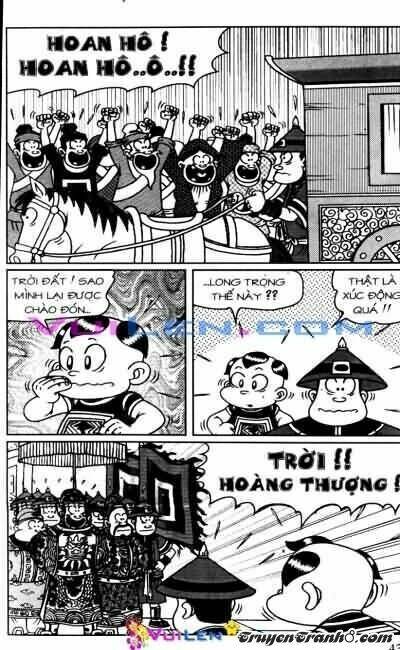 HOAN HÔ !
HOAN HÔ..Ô..!!
TRỜI ĐẤT ! SAO
MÌNH LẠI ĐƯỢC
CHÀO ĐÓN...
...LONG TRỌNG
THẾ NÀY ??
THẬT LÀ
XÚC ĐỘNG
QUÁ !!
VUILEN.COM
TRỜI !!
HOÀNG THƯỢNG !
VUILEN
TruyenTranh8.com